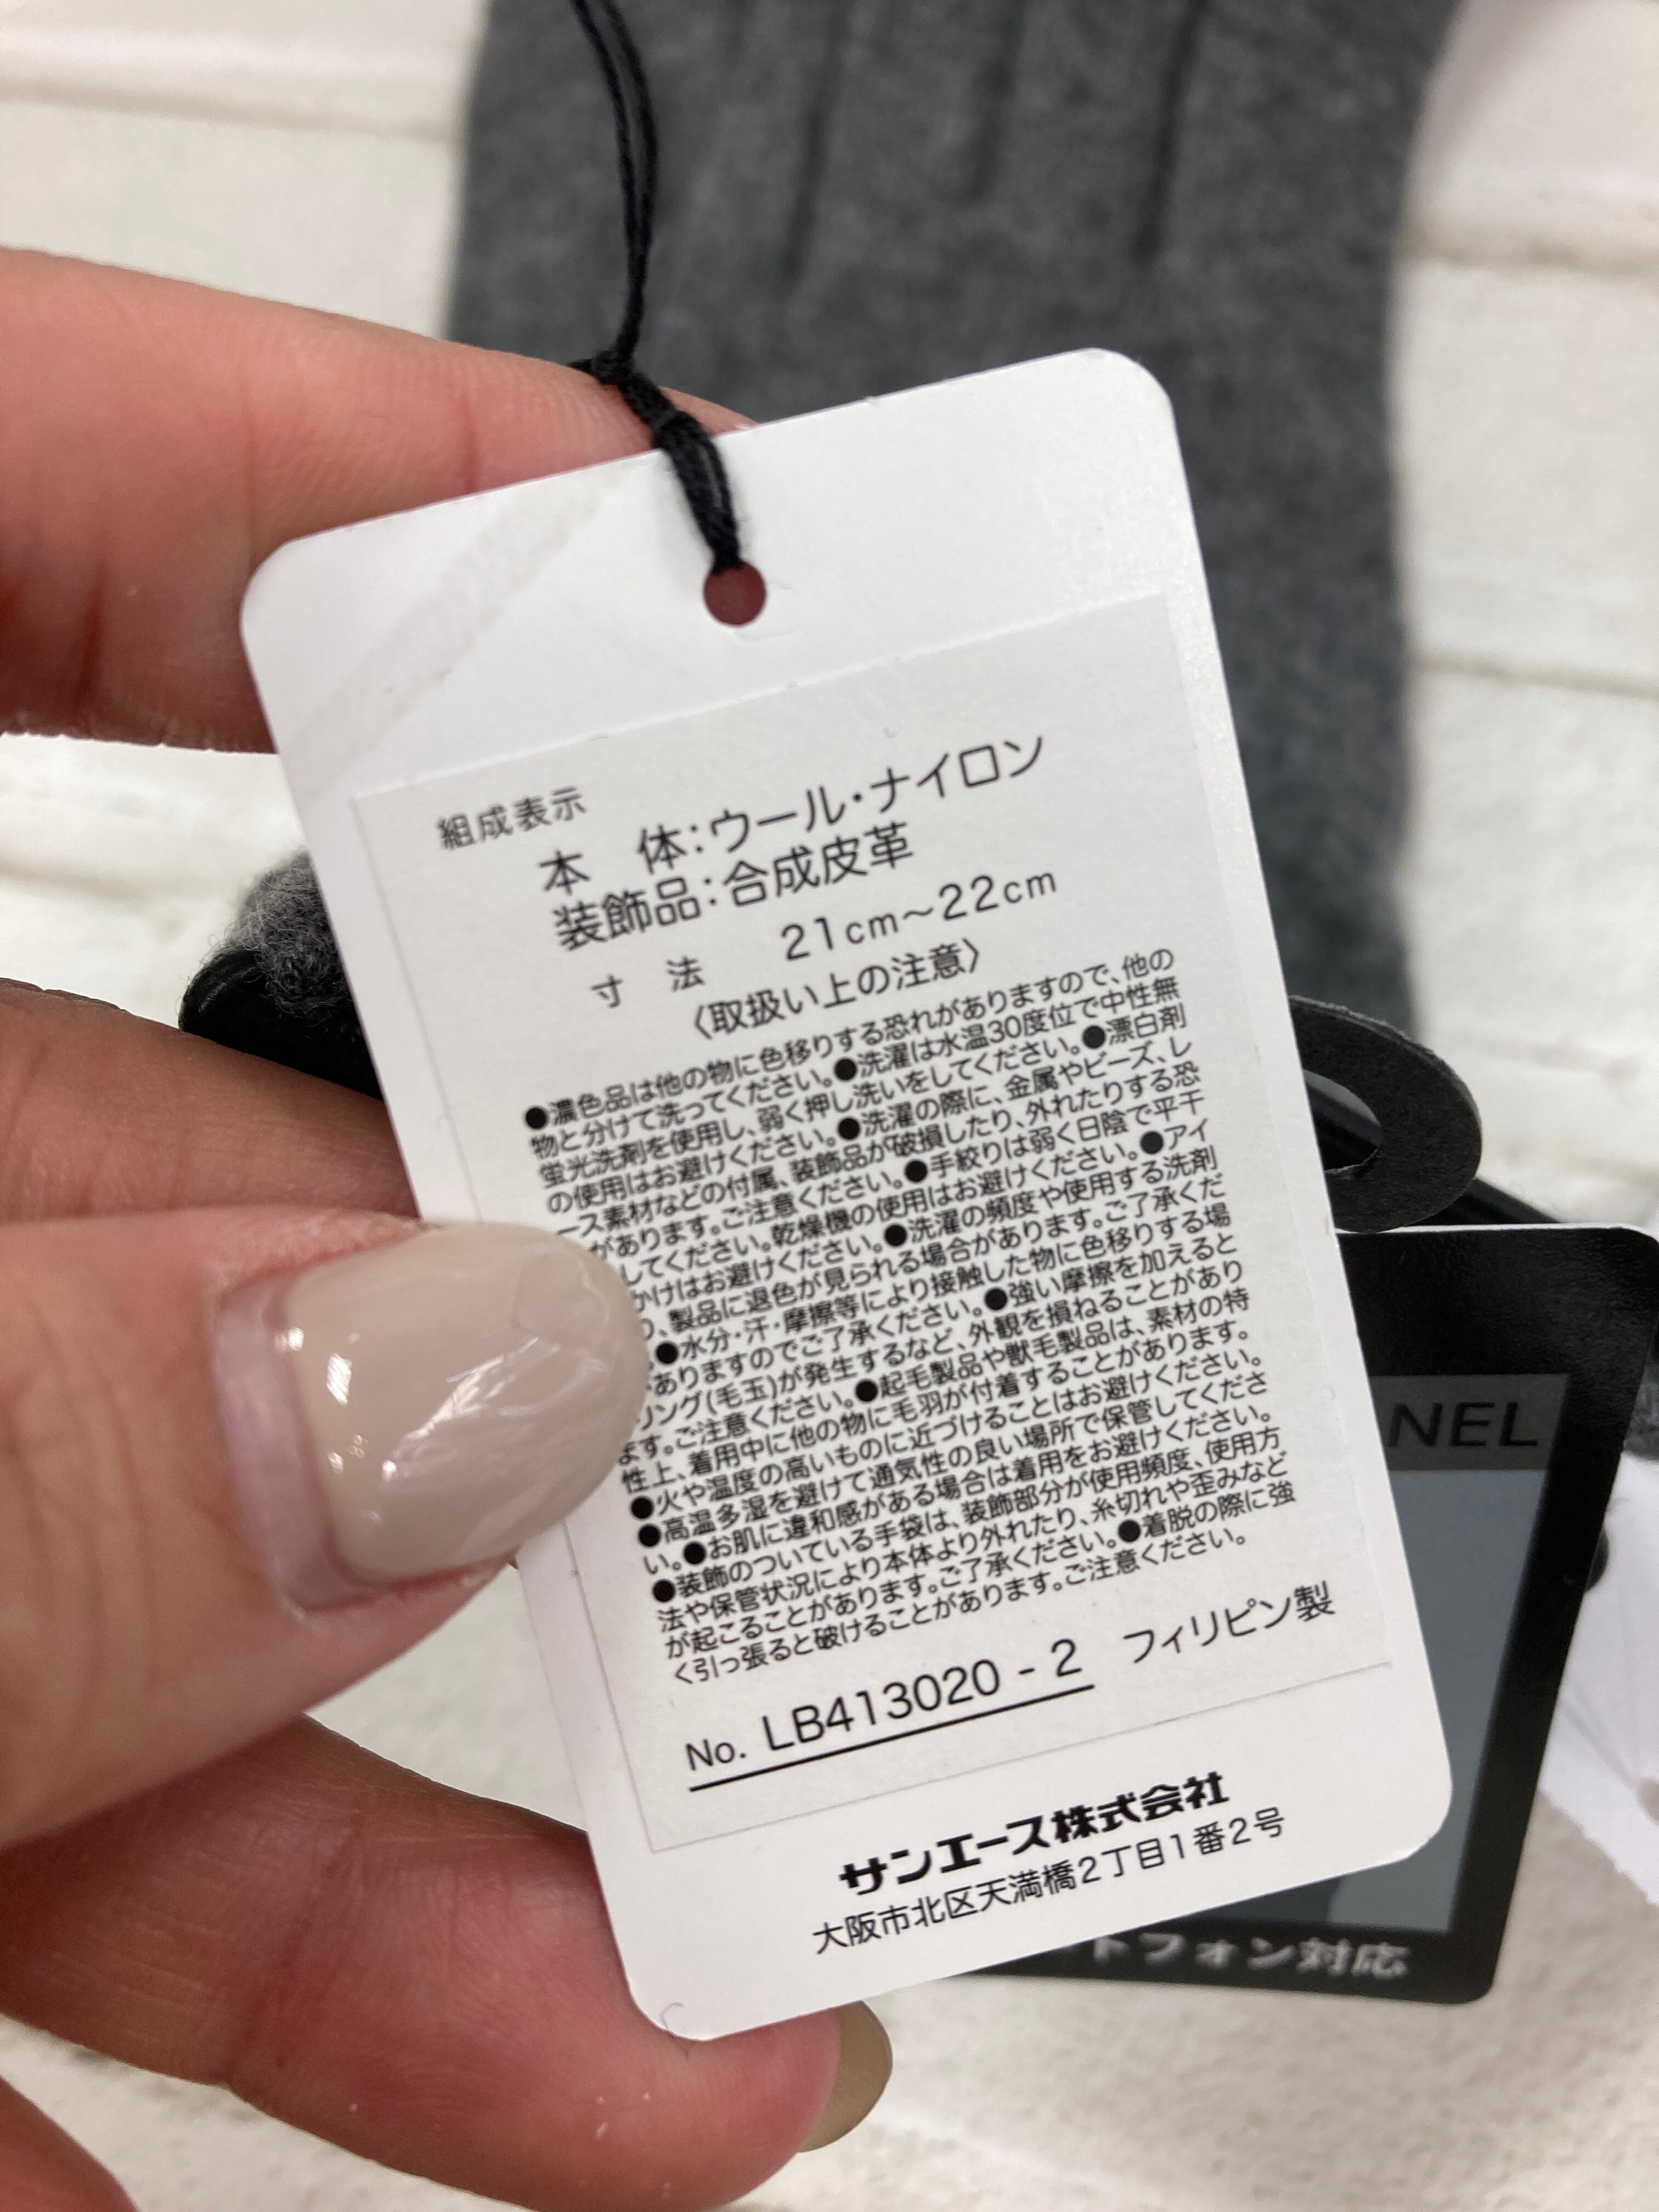 組成表示
本　体：ウール・ナイロン
装飾品：合成皮革
寸　法　21cm～22cm
〈取扱い上の注意〉
●濃色品は他の物に色移りする恐れがありますので、他の
物と分けて洗ってください。●洗濯は水温30度位で中性無
蛍光洗剤を使用し、弱く押し洗いをしてください。●漂白剤
の使用はお避けください。●洗濯の際に、金属やビーズ、レ
ース素材などの付属、装飾品が破損したり、外れたりする恐
があります。ご注意ください。●手絞りは弱く日陰で平干
してください。乾燥機の使用はお避けください。●アイ
かけはお避けください。●洗濯の頻度や使用する洗剤
、製品に退色が見られる場合があります。ご了承くだ
●水分・汗・摩擦等により接触した物に色移りする場
ありますのでご了承ください。●強い摩擦を加えると
リング(毛玉)が発生するなど、外観を損ねることがあり
ます。ご注意ください。●起毛製品や獣毛製品は、素材の特
性上、着用中に他の物に毛羽が付着することがあります。
●火や温度の高いものに近づけることはお避けください。
●高温多湿を避けて通気性の良い場所で保管してくださ
い。●お肌に違和感がある場合は着用をお避けください。
●装飾のついている手袋は、装飾部分が使用頻度、使用方
法や保管状況により本体より外れたり、糸切れや歪みなど
が起こることがあります。ご了承ください。●着脱の際に強
く引っ張ると破けることがあります。ご注意ください。
No. LB413020 - 2　フィリピン製
サンエース株式会社
大阪市北区天満橋2丁目1番2号
NEL
トフォン対応